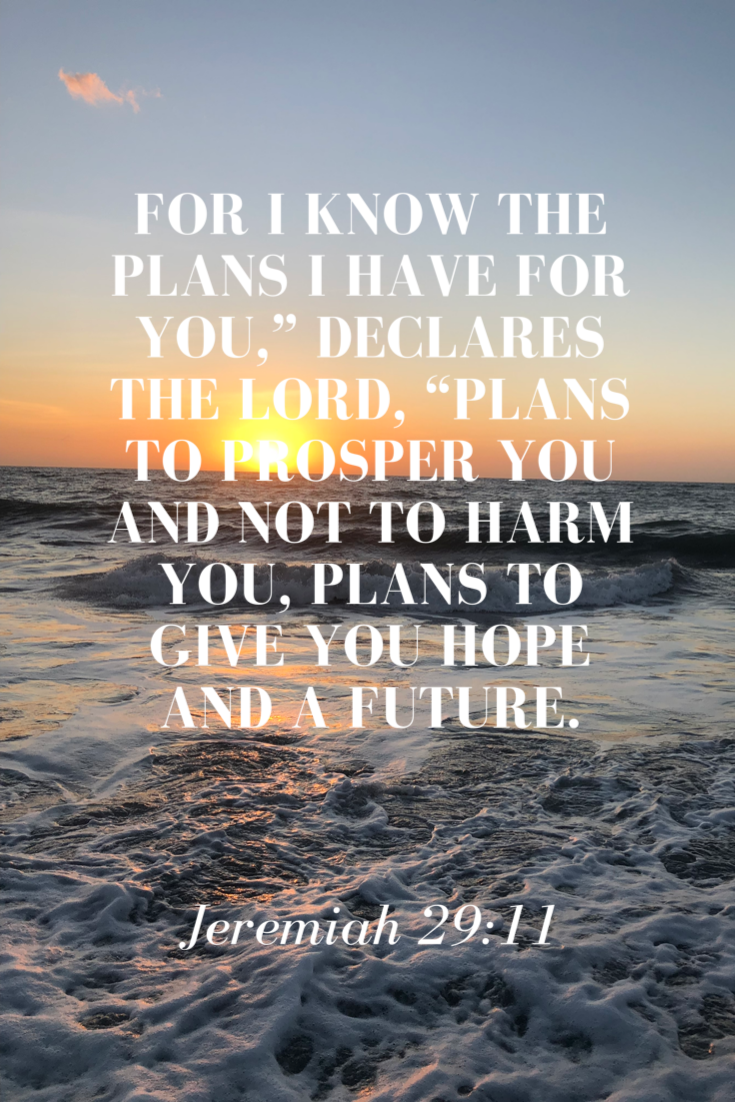 FOR I KNOW THE
PLANS I HAVE FOR
YOU,” DECLARES
THE LORD, “PLANS
TO PROSPER YOU
AND NOT TO HARM
YOU, PLANS TO
GIVE YOU HOPE
AND A FUTURE.
Jeremiah 29:11